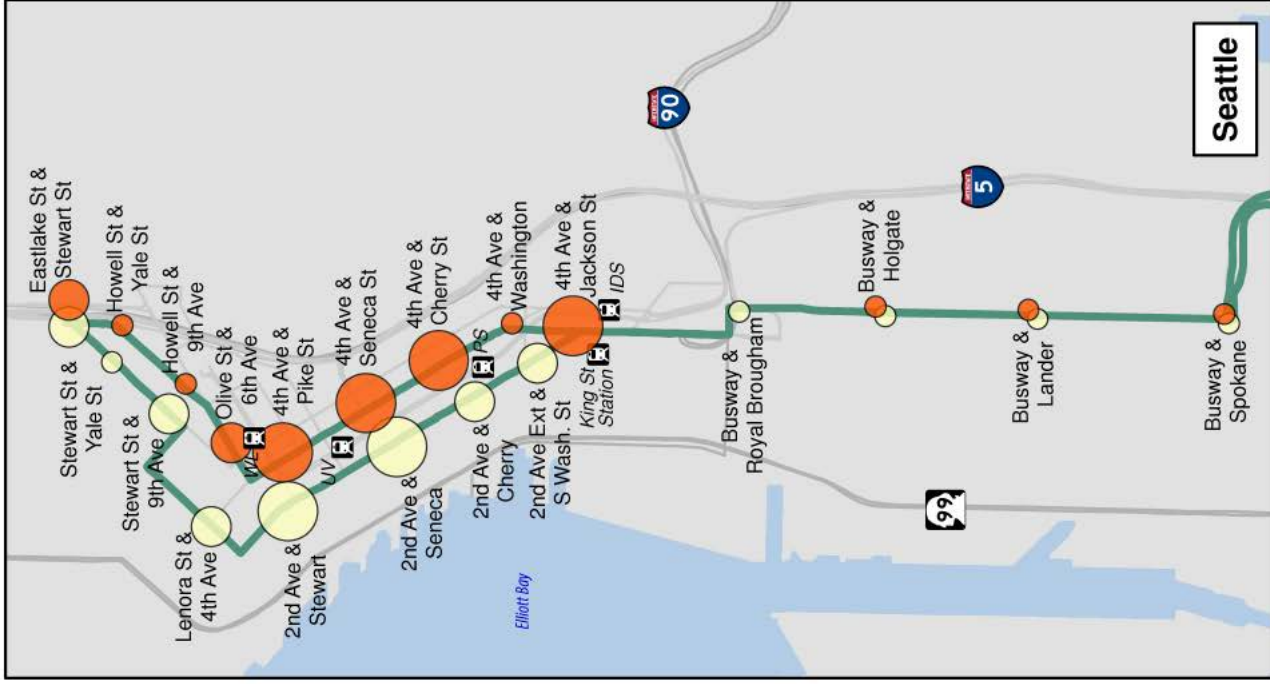 Eastlake St &
Stewart St
Howell St &
Yale St
Howell St &
9th Ave
Olive St &
6th Ave
4th Ave &
Pike St
4th Ave &
Seneca St
4th Ave &
Cherry St
4th Ave &
Washington
4th Ave &
Jackson St
IDS
Stewart St &
Yale St
Stewart St &
9th Ave
Lenora St &
4th Ave
2nd Ave &
Stewart
UV
2nd Ave &
Seneca
PS
2nd Ave &
Cherry
2nd Ave Ext &
S Wash. St
King St
Station
Elliott Bay
90
Busway &
Royal Brougham
Busway &
Holgate
5
99
Busway &
Lander
Busway &
Spokane
Seattle